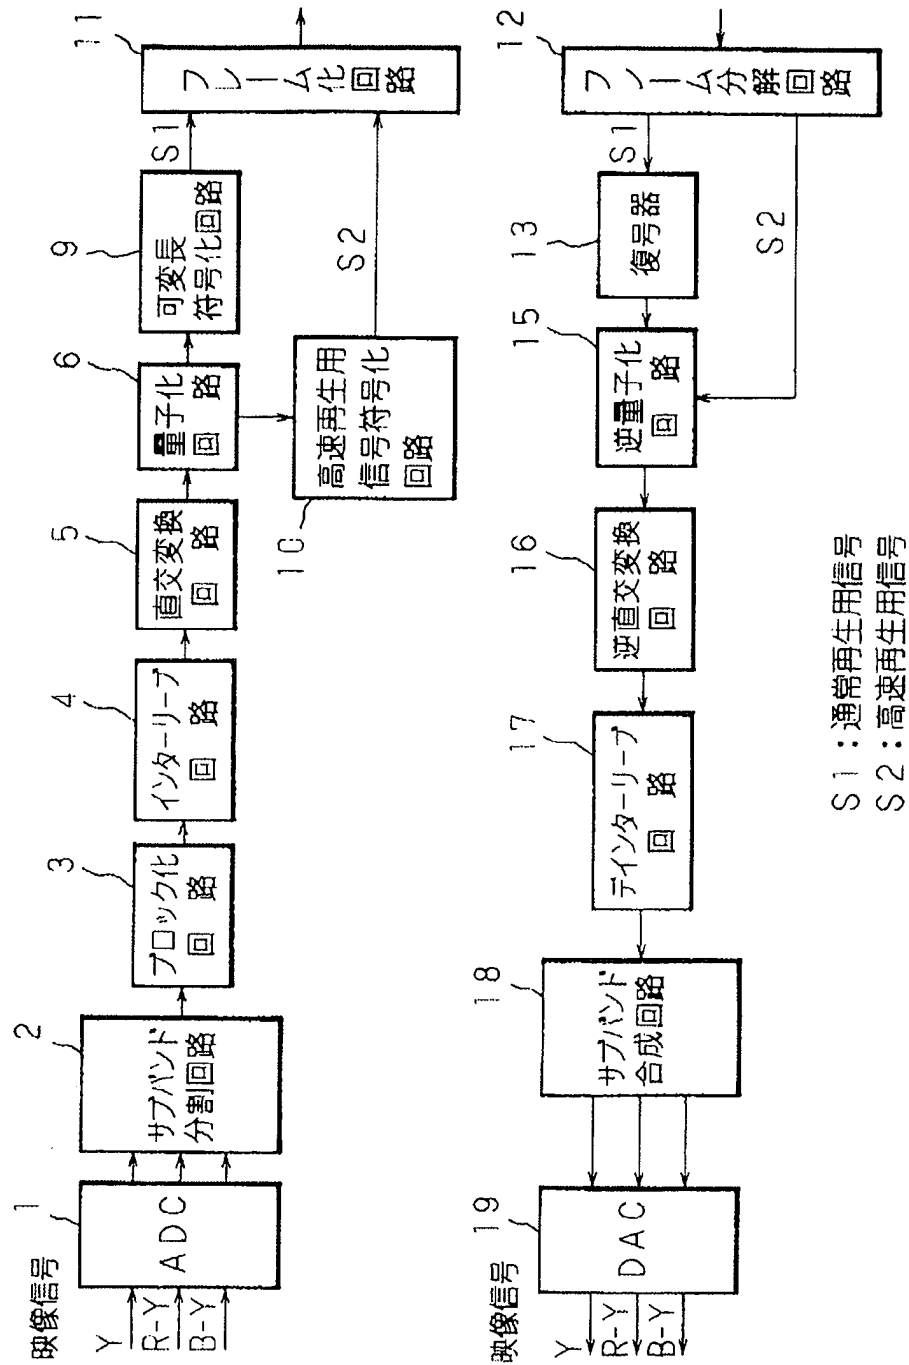 映像信号
Y
R-Y
B-Y
1
ADC
2
サブバンド
分割回路
3
ブロック化
回路
4
インターリーブ
回路
5
直交変換
回路
6
量子化
回路
9
可変長
符号化回路
S1
10
高速再生用
信号符号化
回路
S2
11
フレーム化回路
12
フレーム分解回路
S1
S2
13
復号器
15
逆量子化
回路
16
逆直交変換
回路
17
デインターリーブ
回路
18
サブバンド
合成回路
19
DAC
映像信号
Y
R-Y
B-Y
S1：通常再生用信号
S2：高速再生用信号